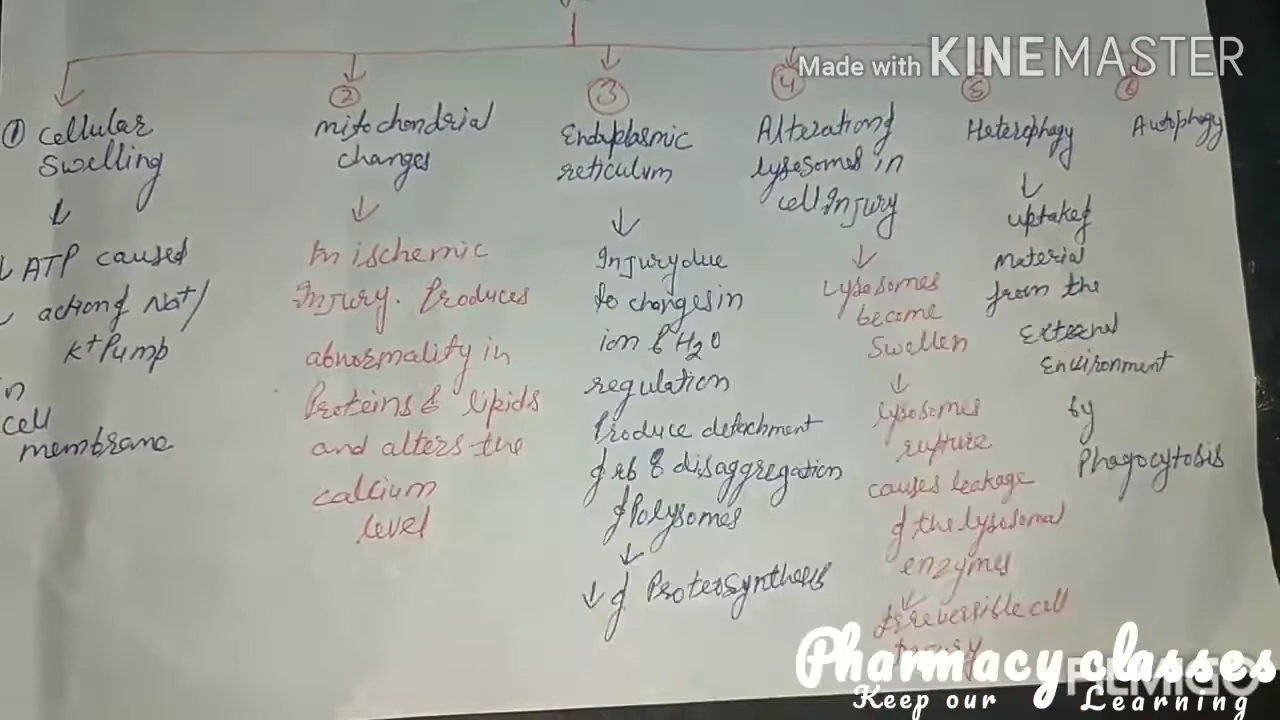 Made with KINEMASTER
① Cellular
Swelling
↓
↓ ATP caused
↓ action of Na+/
K+ Pump
in
cell
membrane
②
Mitochondrial
changes
↓
In ischemic
Injury. Produces
abnormality in
Proteins & lipids
and alters the
calcium
level
③
Endoplasmic
reticulum
↓
Injury due
to changes in
ion & H2O
regulation
Produce detachment
of rb & disaggregation
of Polysomes
↓
↓ of Protein synthesis
④
Alteration of
lysosomes in
cell Injury
↓
Lysosomes
become
Swollen
↓
lysosomes
rupture
causes leakage
of the lysosomal
enzymes
↓
Irreversible cell
Injury
⑤
Heterophagy
↓
uptake of
Material
from the
External
Environment
by
Phagocytosis
⑥
Autophagy
Pharmacy classes
Keep our Learning
FILMIGO